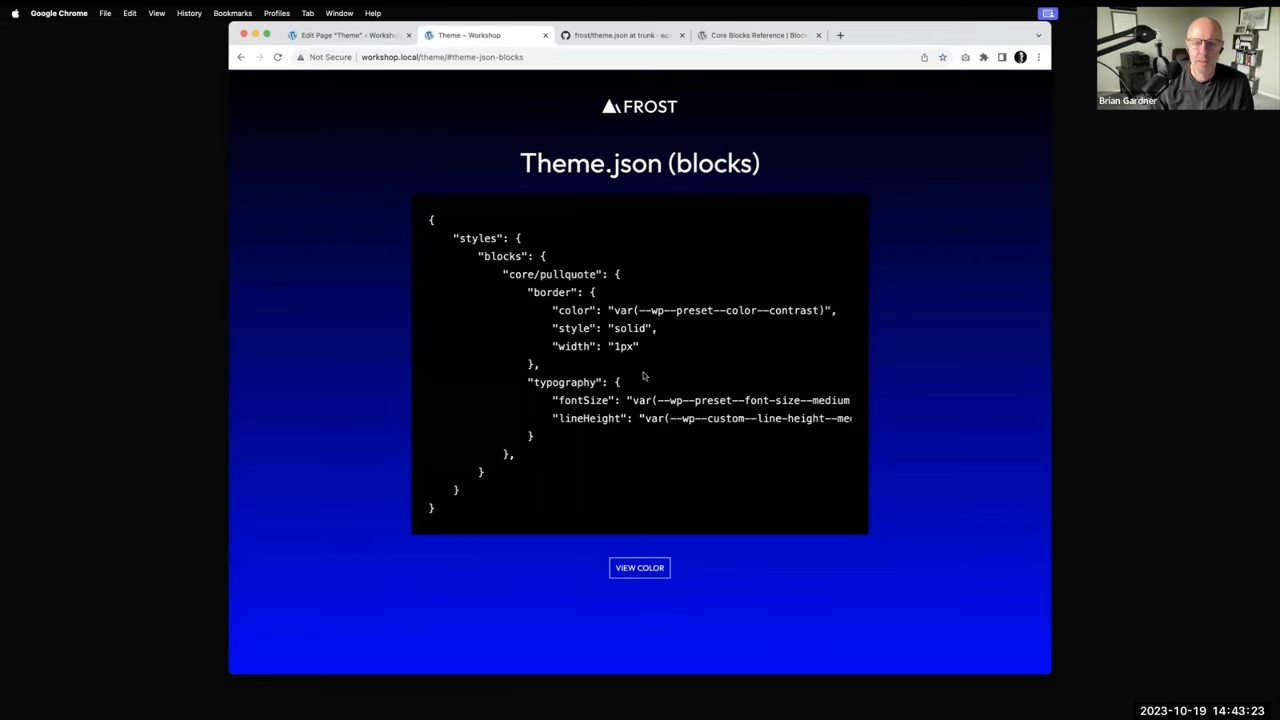 Google Chrome File Edit View History Bookmarks Profiles Tab Window Help
Edit Page "Theme" ‹ Worksho
Theme – Workshop
frost/theme.json at trunk · wp
Core Blocks Reference | Block
Not Secure workshop.local/theme/#theme-json-blocks
Brian Gardner
FROST
Theme.json (blocks)
{
"styles": {
"blocks": {
"core/pullquote": {
"border": {
"color": "var(--wp--preset--color--contrast)",
"style": "solid",
"width": "1px"
},
"typography": {
"fontSize": "var(--wp--preset--font-size--medium
"lineHeight": "var(--wp--custom--line-height--me
}
},
}
}
}
VIEW COLOR
2023-10-19 14:43:23